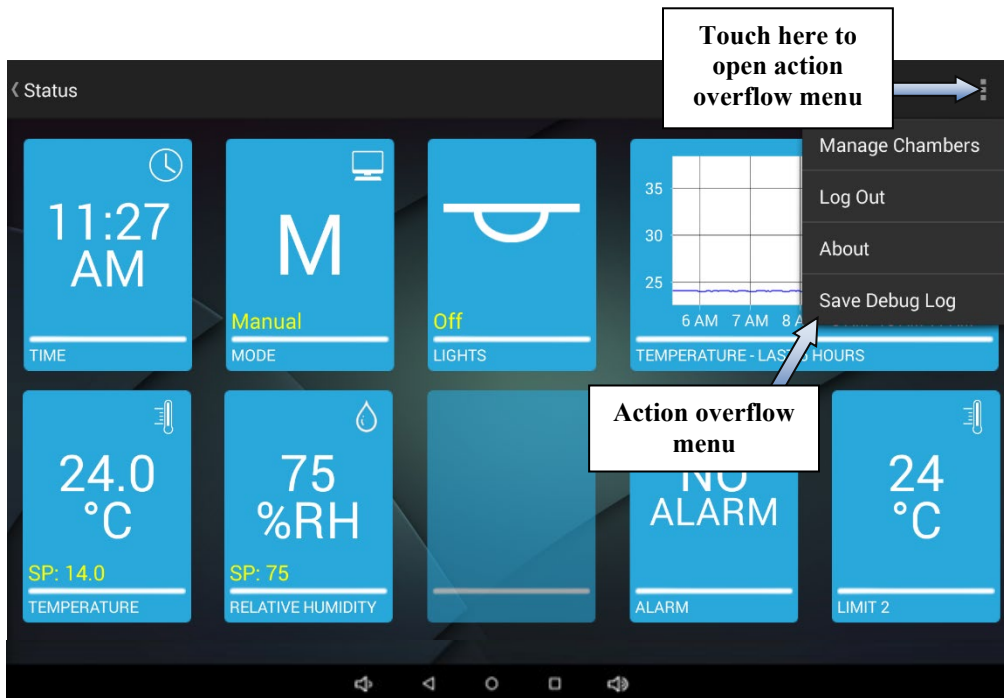 Touch here to
open action
overflow menu
Status
Manage Chambers
Log Out
About
Save Debug Log
11:27
AM
TIME
M
Manual
MODE
Off
LIGHTS
35
30
25
6 AM 7 AM
TEMPERATURE - LAST HOURS
Action overflow
menu
24.0
°C
SP: 14.0
TEMPERATURE
75
%RH
SP: 75
RELATIVE HUMIDITY
NO
ALARM
ALARM
24
°C
LIMIT 2